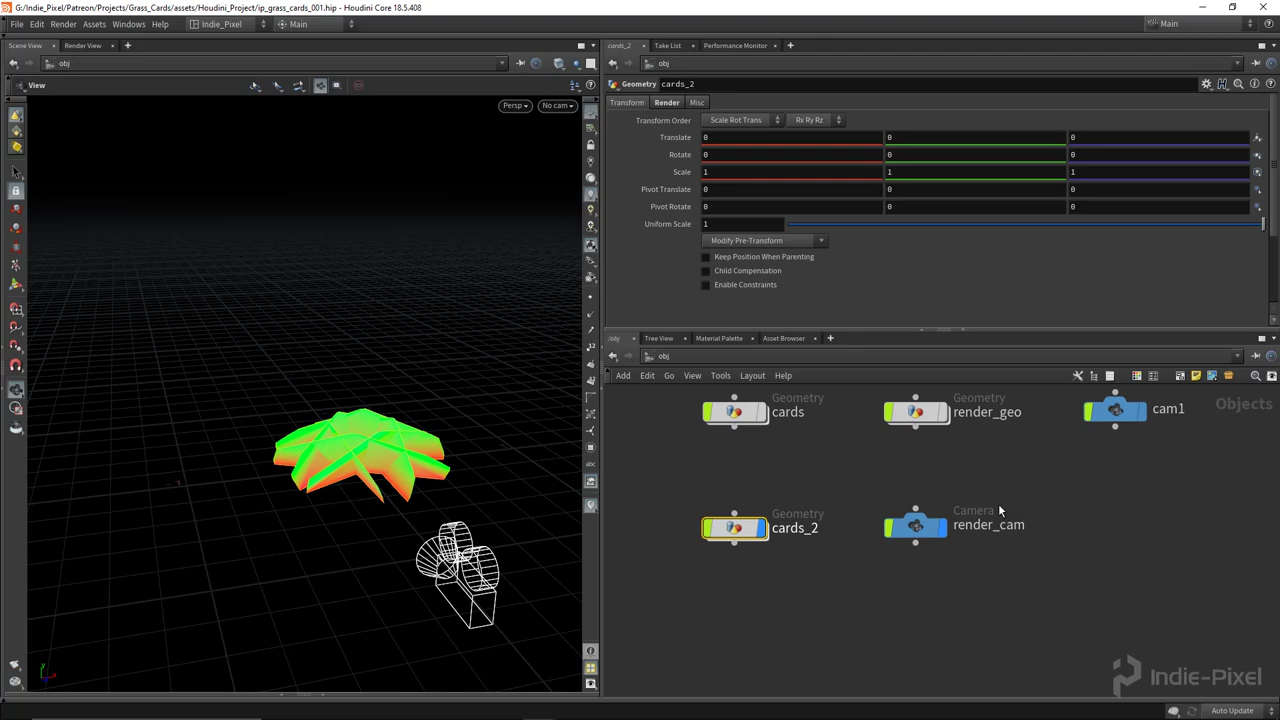 G:/Indie_Pixel/Patreon/Projects/Grass_Cards/assets/Houdini_Project/ip_grass_cards_001.hip - Houdini Core 18.5.408
File Edit Render Assets Windows Help Indie_Pixel Main Main
Scene View Render View
obj
View
Persp No cam
cards_2 Take List Performance Monitor
obj
Geometry cards_2
Transform Render Misc
Transform Order Scale Rot Trans Rx Ry Rz
Translate 0 0 0
Rotate 0 0 0
Scale 1 1 1
Pivot Translate 0 0 0
Pivot Rotate 0 0 0
Uniform Scale 1
Modify Pre-Transform
Keep Position When Parenting
Child Compensation
Enable Constraints
/obj Tree View Material Palette Asset Browser
obj
Add Edit Go View Tools Layout Help
Objects
Geometry
cards
Geometry
render_geo
cam1
Geometry
cards_2
Camera
render_cam
Indie-Pixel
Auto Update